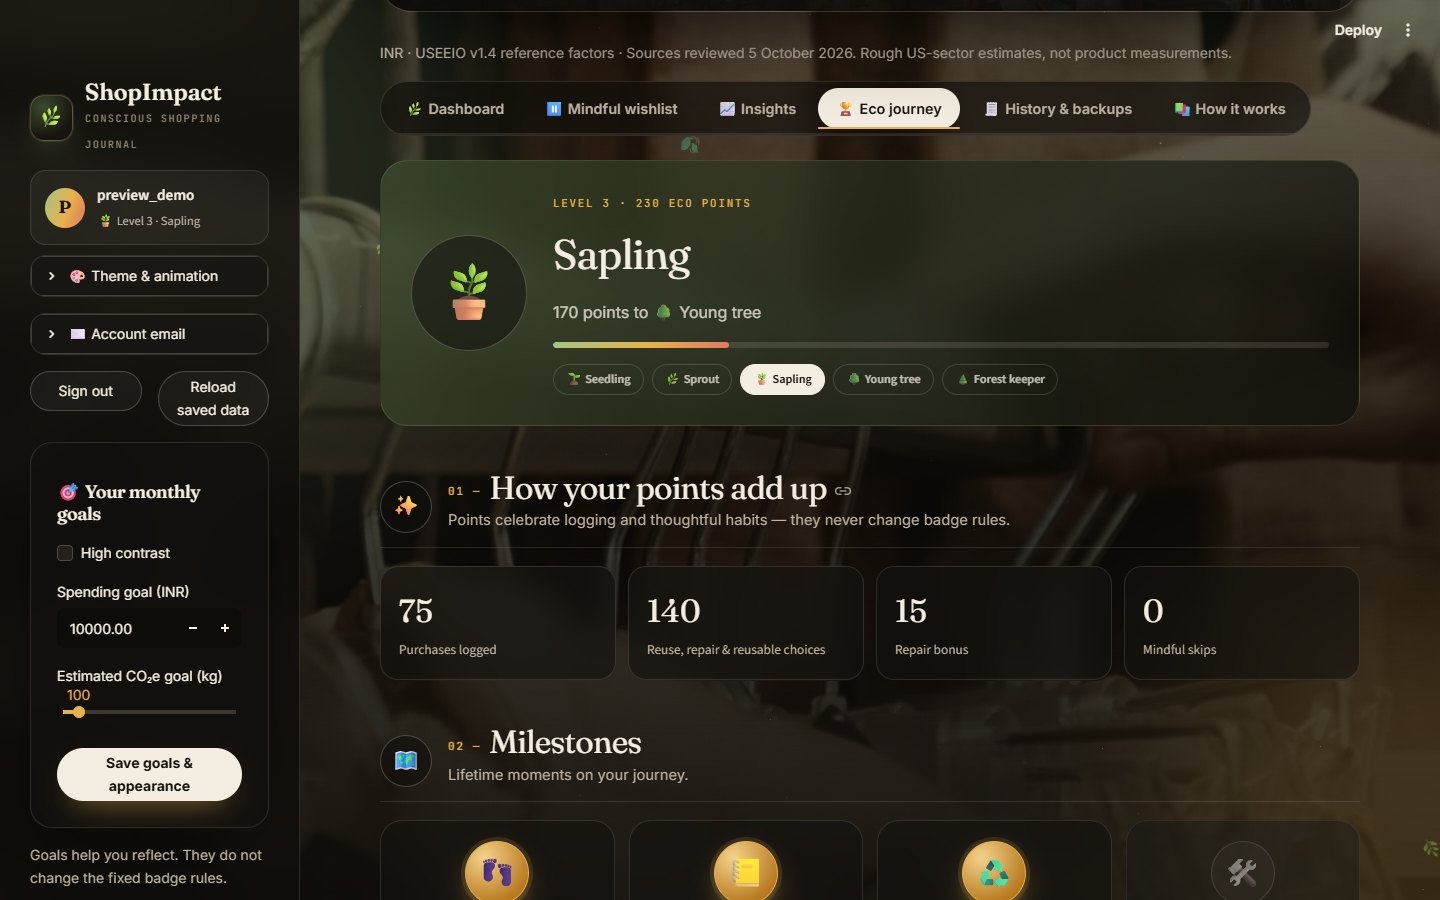 Deploy
ShopImpact
CONSCIOUS SHOPPING
JOURNAL
P
preview_demo
Level 3 · Sapling
Theme & animation
Account email
Sign out
Reload
saved data
Your monthly
goals
High contrast
Spending goal (INR)
10000.00
Estimated CO₂e goal (kg)
100
Save goals &
appearance
Goals help you reflect. They do not
change the fixed badge rules.
INR · USEEIO v1.4 reference factors · Sources reviewed 5 October 2026. Rough US-sector estimates, not product measurements.
Dashboard
Mindful wishlist
Insights
Eco journey
History & backups
How it works
LEVEL 3 · 230 ECO POINTS
Sapling
170 points to Young tree
Seedling
Sprout
Sapling
Young tree
Forest keeper
01 – How your points add up
Points celebrate logging and thoughtful habits — they never change badge rules.
75
Purchases logged
140
Reuse, repair & reusable choices
15
Repair bonus
0
Mindful skips
02 – Milestones
Lifetime moments on your journey.